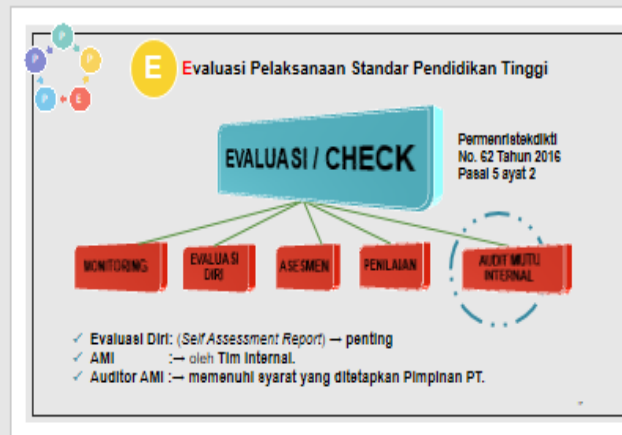 P
P
P
P
E
E
Evaluasi Pelaksanaan Standar Pendidikan Tinggi
EVALUASI / CHECK
Permenristekdikti
No. 62 Tahun 2016
Pasal 5 ayat 2
MONITORING
EVALUASI
DIRI
ASESMEN
PENILAIAN
AUDIT MUTU
INTERNAL
✓ Evaluasi Diri: (Self Assessment Report) → penting
✓ AMI :→ oleh Tim Internal.
✓ Auditor AMI :→ memenuhi syarat yang ditetapkan Pimpinan PT.